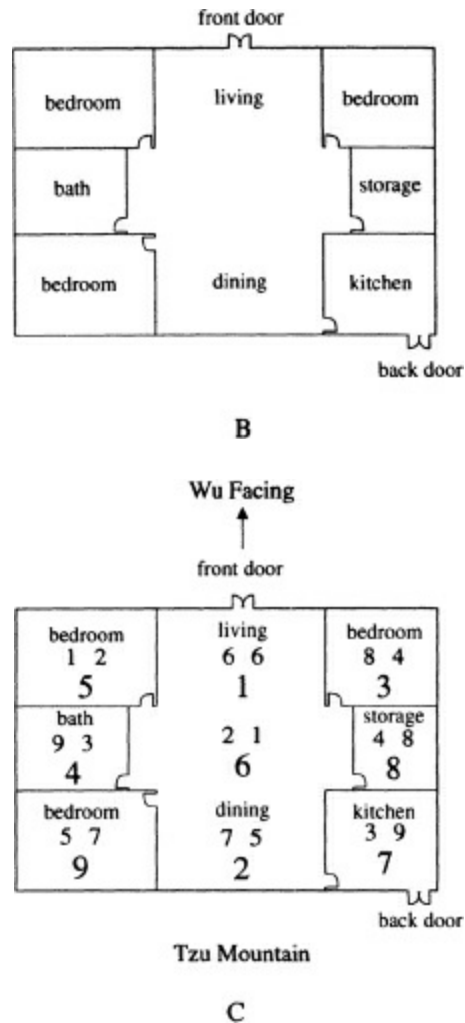 front door
bedroom living bedroom
bath storage
bedroom dining kitchen
back door
B
Wu Facing
front door
bedroom living bedroom
1 2 6 6 8 4
5 1 3
bath storage
9 3 2 1 4 8
4 6 8
bedroom dining kitchen
5 7 7 5 3 9
9 2 7
back door
Tzu Mountain
C